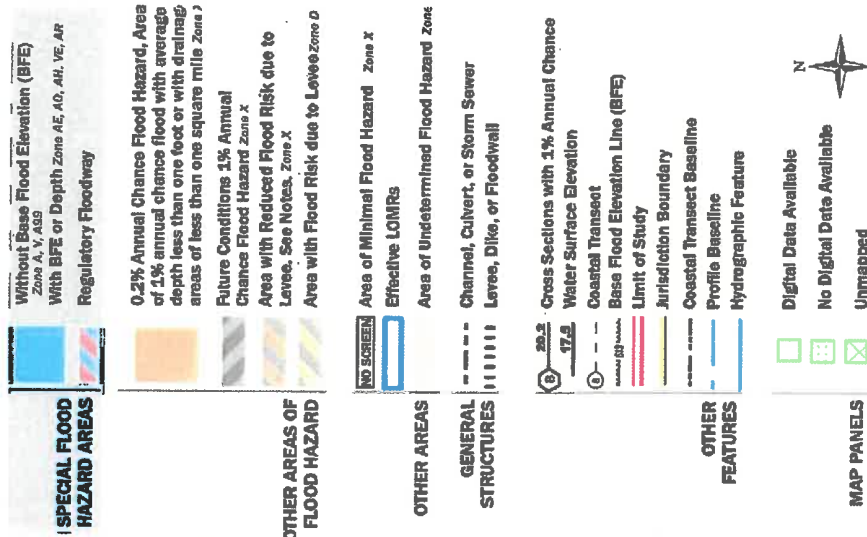 SPECIAL FLOOD
HAZARD AREAS
Without Base Flood Elevation (BFE)
Zone A, V, A99
With BFE or Depth Zone AE, AO, AH, VE, AR
Regulatory Floodway
OTHER AREAS OF
FLOOD HAZARD
0.2% Annual Chance Flood Hazard, Area
of 1% annual chance flood with average
depth less than one foot or with drainag
areas of less than one square mile Zone
Future Conditions 1% Annual
Chance Flood Hazard Zone X
Area with Reduced Flood Risk due to
Levee. See Notes. Zone X
Area with Flood Risk due to Levee Zone D
OTHER AREAS
NO SCREEN Area of Minimal Flood Hazard Zone X
Effective LOMRs
Area of Undetermined Flood Hazard Zone
GENERAL
STRUCTURES
Channel, Culvert, or Storm Sewer
Levee, Dike, or Floodwall
OTHER
FEATURES
B 20.2 Cross Sections with 1% Annual Chance
17.5 Water Surface Elevation
8 Coastal Transect
513 Base Flood Elevation Line (BFE)
Limit of Study
Jurisdiction Boundary
Coastal Transect Baseline
Profile Baseline
Hydrographic Feature
MAP PANELS
Digital Data Available
No Digital Data Available
Unmapped
N